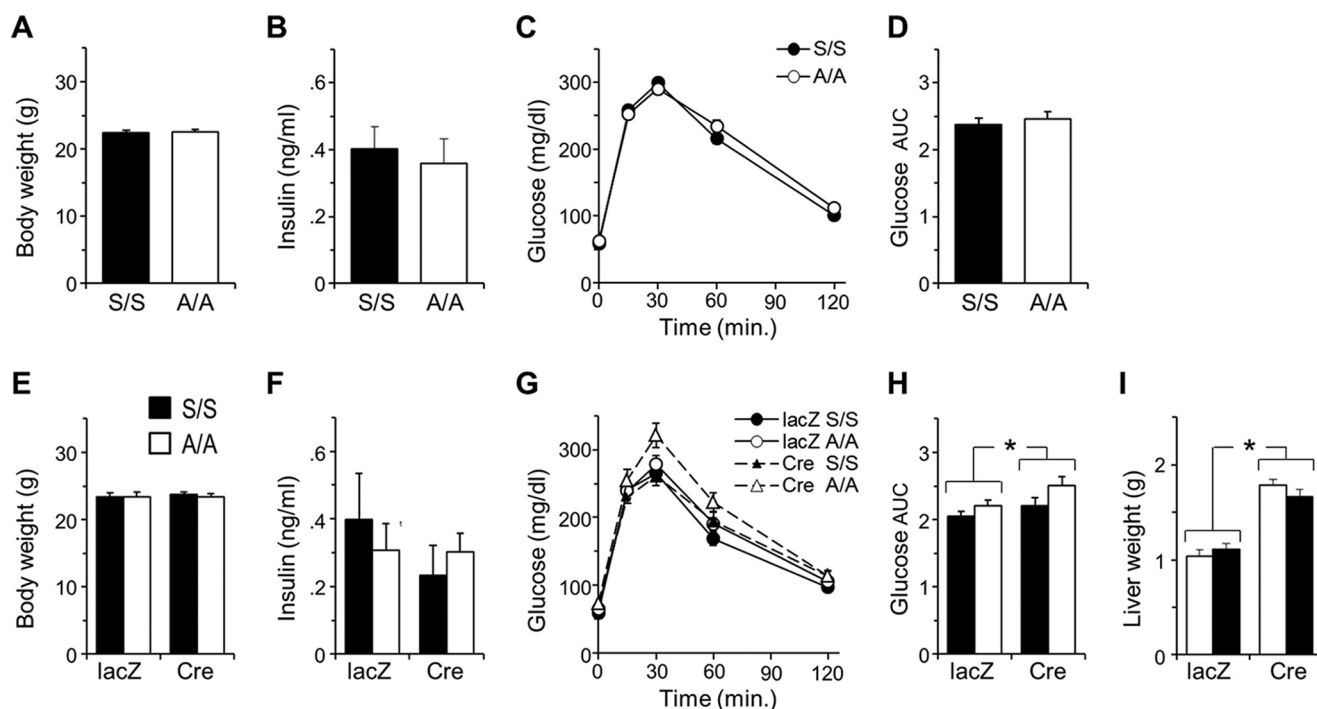 A
Body weight (g)
30
20
10
0
S/S A/A
B
Insulin (ng/ml)
.6
.4
.2
0
S/S A/A
C
S/S
A/A
Glucose (mg/dl)
300
200
100
0
0 30 60 90 120
Time (min.)
D
Glucose AUC
3
2
1
0
S/S A/A
E
S/S
A/A
Body weight (g)
30
20
10
0
lacZ Cre
F
Insulin (ng/ml)
.6
.4
.2
0
lacZ Cre
G
lacZ S/S
lacZ A/A
Cre S/S
Cre A/A
Glucose (mg/dl)
300
200
100
0
0 30 60 90 120
Time (min.)
H
*
Glucose AUC
3
2
1
0
lacZ Cre
I
*
Liver weight (g)
2
1
0
lacZ Cre